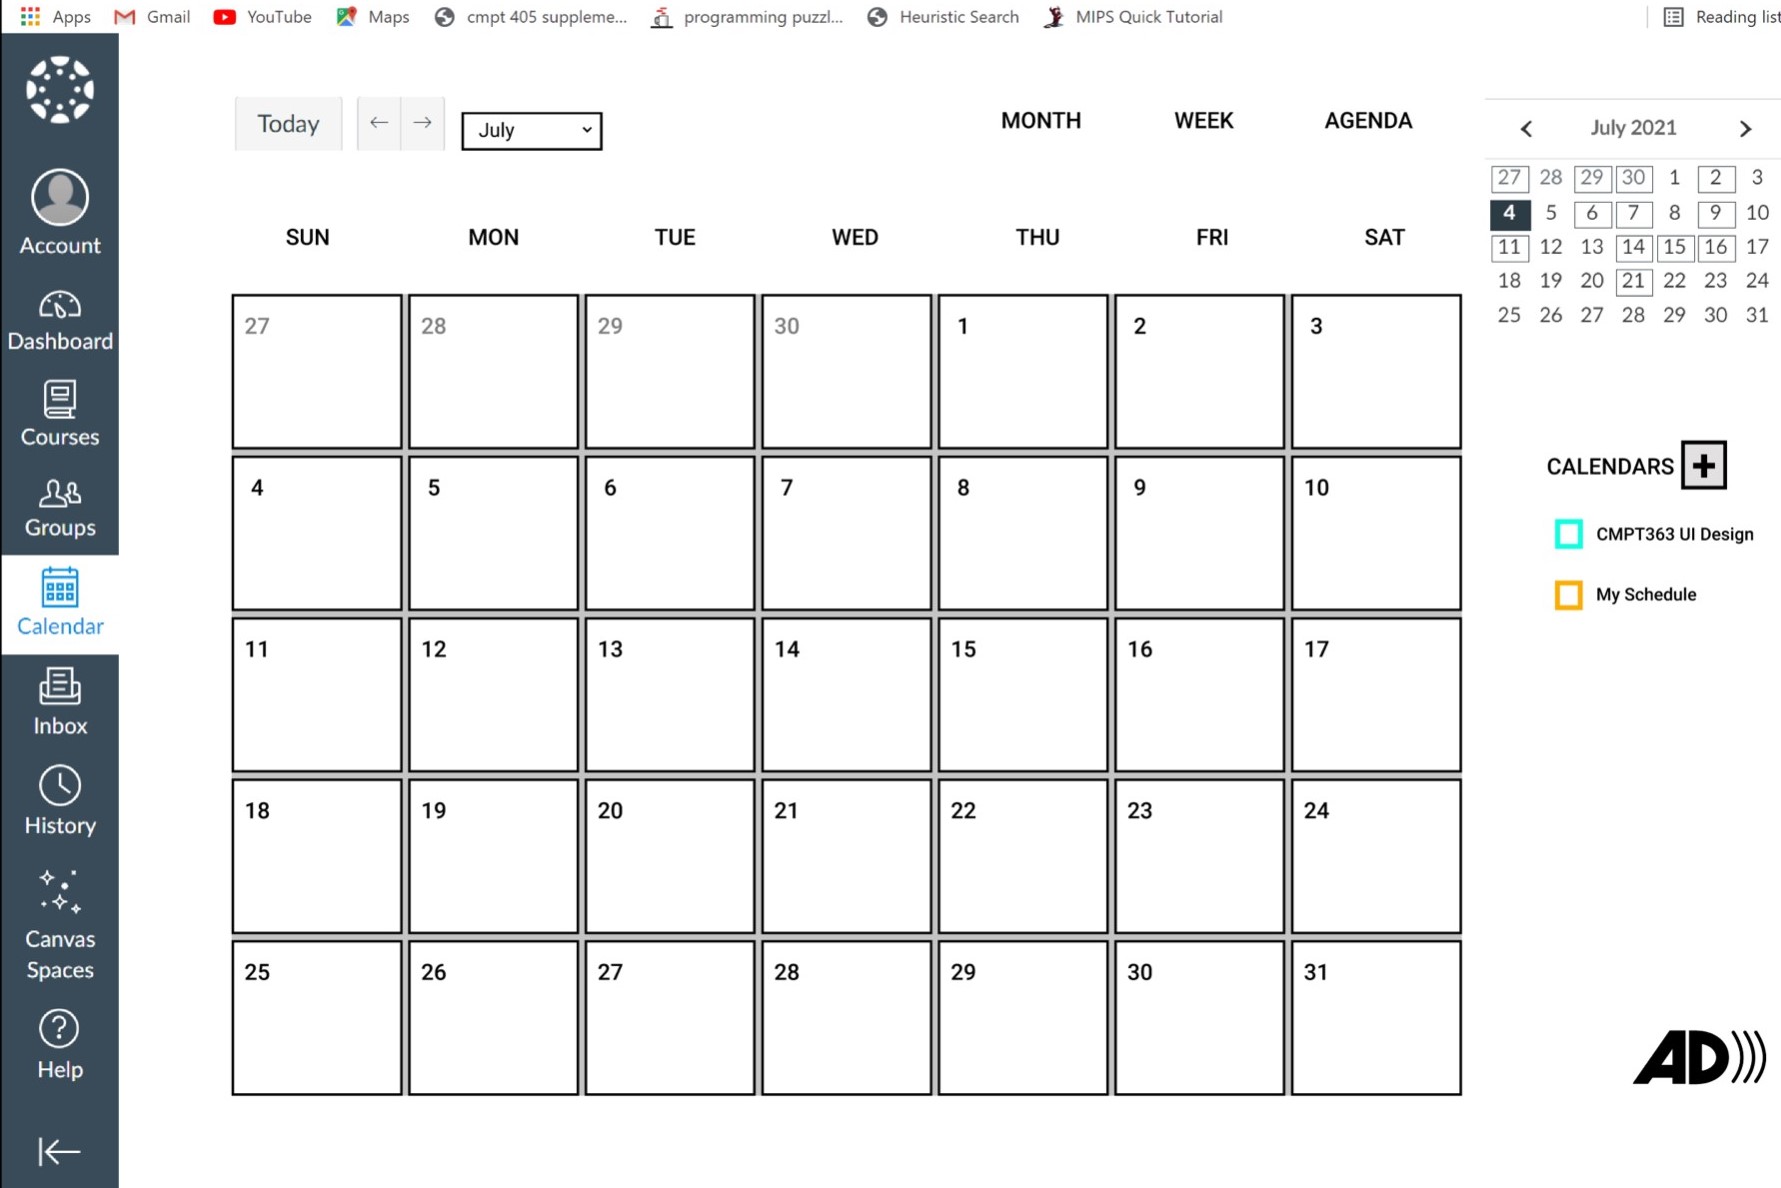 Apps Gmail YouTube Maps cmpt 405 suppleme... programming puzzl... Heuristic Search MIPS Quick Tutorial Reading list
Account
Dashboard
Courses
Groups
Calendar
Inbox
History
Canvas
Spaces
Help
Today ← → July MONTH WEEK AGENDA
SUN MON TUE WED THU FRI SAT
27 28 29 30 1 2 3
4 5 6 7 8 9 10
11 12 13 14 15 16 17
18 19 20 21 22 23 24
25 26 27 28 29 30 31
< July 2021 >
27 28 29 30 1 2 3
4 5 6 7 8 9 10
11 12 13 14 15 16 17
18 19 20 21 22 23 24
25 26 27 28 29 30 31
CALENDARS +
CMPT363 UI Design
My Schedule
AD)))